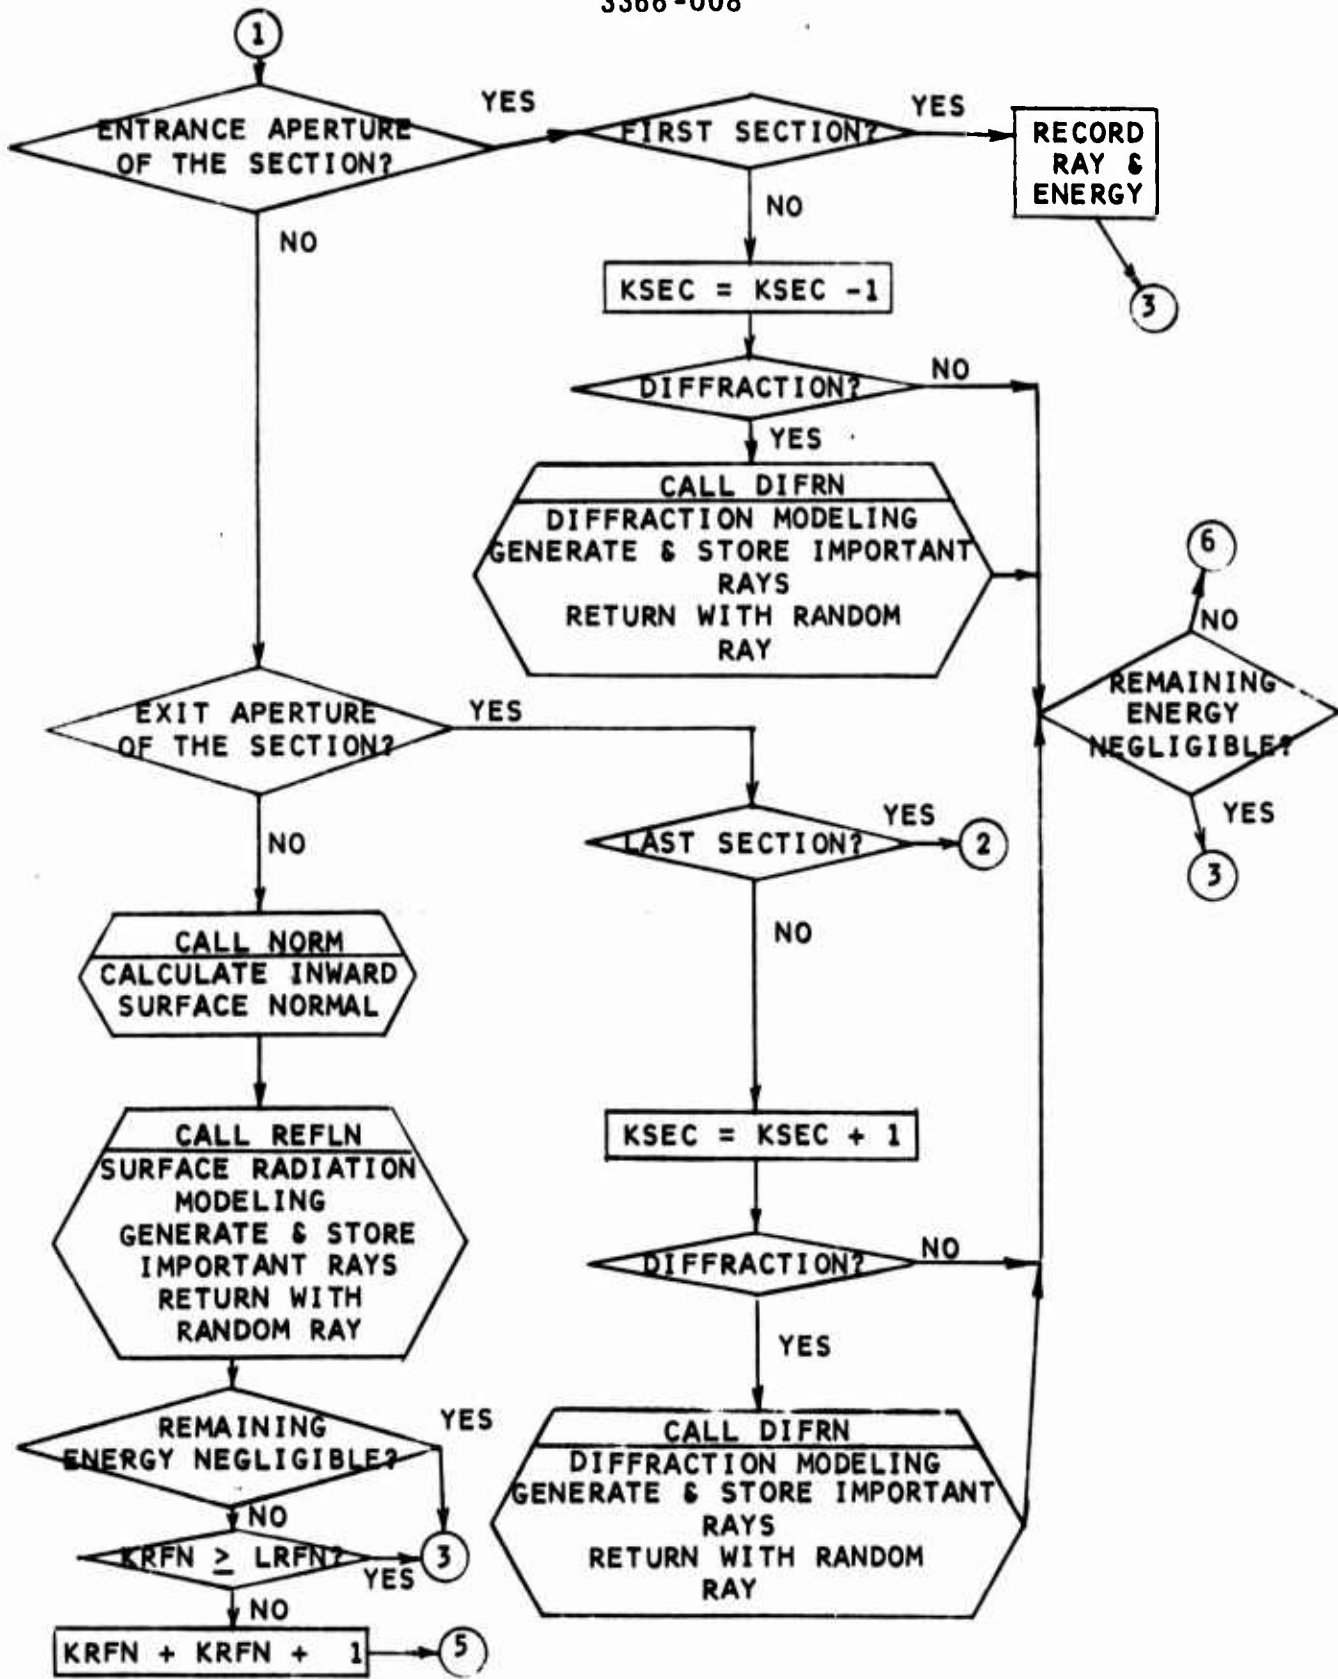 3366-008
1
ENTRANCE APERTURE
OF THE SECTION?
YES
FIRST SECTION?
YES
RECORD
RAY &
ENERGY
3
NO
NO
KSEC = KSEC -1
DIFFRACTION?
NO
YES
CALL DIFRN
DIFFRACTION MODELING
GENERATE & STORE IMPORTANT
RAYS
RETURN WITH RANDOM
RAY
6
NO
REMAINING
ENERGY
NEGLIGIBLE?
YES
3
EXIT APERTURE
OF THE SECTION?
YES
LAST SECTION?
YES
2
NO
NO
CALL NORM
CALCULATE INWARD
SURFACE NORMAL
KSEC = KSEC + 1
CALL REFLN
SURFACE RADIATION
MODELING
GENERATE & STORE
IMPORTANT RAYS
RETURN WITH
RANDOM RAY
DIFFRACTION?
NO
YES
CALL DIFRN
DIFFRACTION MODELING
GENERATE & STORE IMPORTANT
RAYS
RETURN WITH RANDOM
RAY
REMAINING
ENERGY NEGLIGIBLE?
YES
NO
KRFN ≥ LRFN?
YES
3
NO
KRFN + KRFN + 1
5